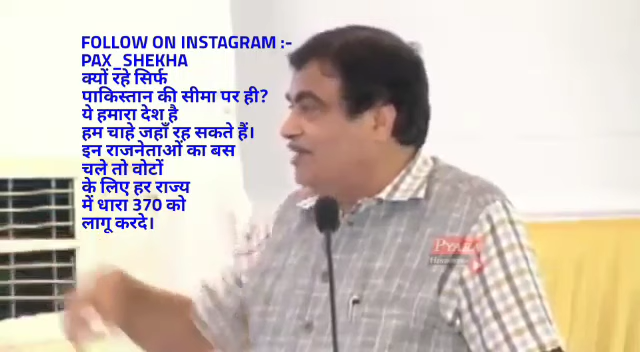 FOLLOW ON INSTAGRAM :-
PAX_SHEKHA
क्यों रहे सिर्फ
पाकिस्तान की सीमा पर ही?
ये हमारा देश है
हम चाहे जहाँ रह सकते हैं।
इन राजनेताओं का बस
चले तो वोटों
के लिए हर राज्य
में धारा 370 को
लागू करदे।